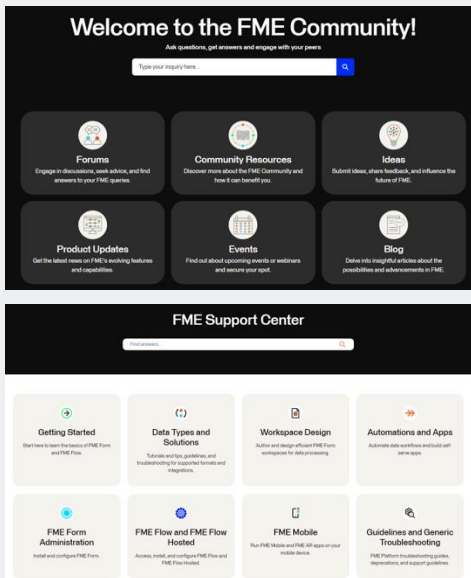 Welcome to the FME Community!
Ask questions, get answers and engage with your peers
Type your inquiry here...
Forums
Engage in discussions, seek advice, and find
answers to your FME queries.
Community Resources
Discover more about the FME Community and
how it can benefit you.
Ideas
Submit ideas, share feedback, and influence the
future of FME.
Product Updates
Get the latest news on FME's evolving features
and capabilities.
Events
Find out about upcoming events or webinars
and secure your spot.
Blog
Delve into insightful articles about the
possibilities and advancements in FME.
FME Support Center
Find answers...
Getting Started
Start here to learn the basics of FME Form
and FME Flow.
Data Types and
Solutions
Tutorials and tips, guidelines, and
troubleshooting for supported formats and
integrations.
Workspace Design
Author and design efficient FME Form
workspaces for data processing.
Automations and Apps
Automate data workflows and build self-
serve apps.
FME Form
Administration
Install and configure FME Form.
FME Flow and FME Flow
Hosted
Access, install, and configure FME Flow and
FME Flow Hosted.
FME Mobile
Run FME Mobile and FME AR apps on your
mobile device.
Guidelines and Generic
Troubleshooting
FME Platform troubleshooting guides,
deprecations, and support guidelines.